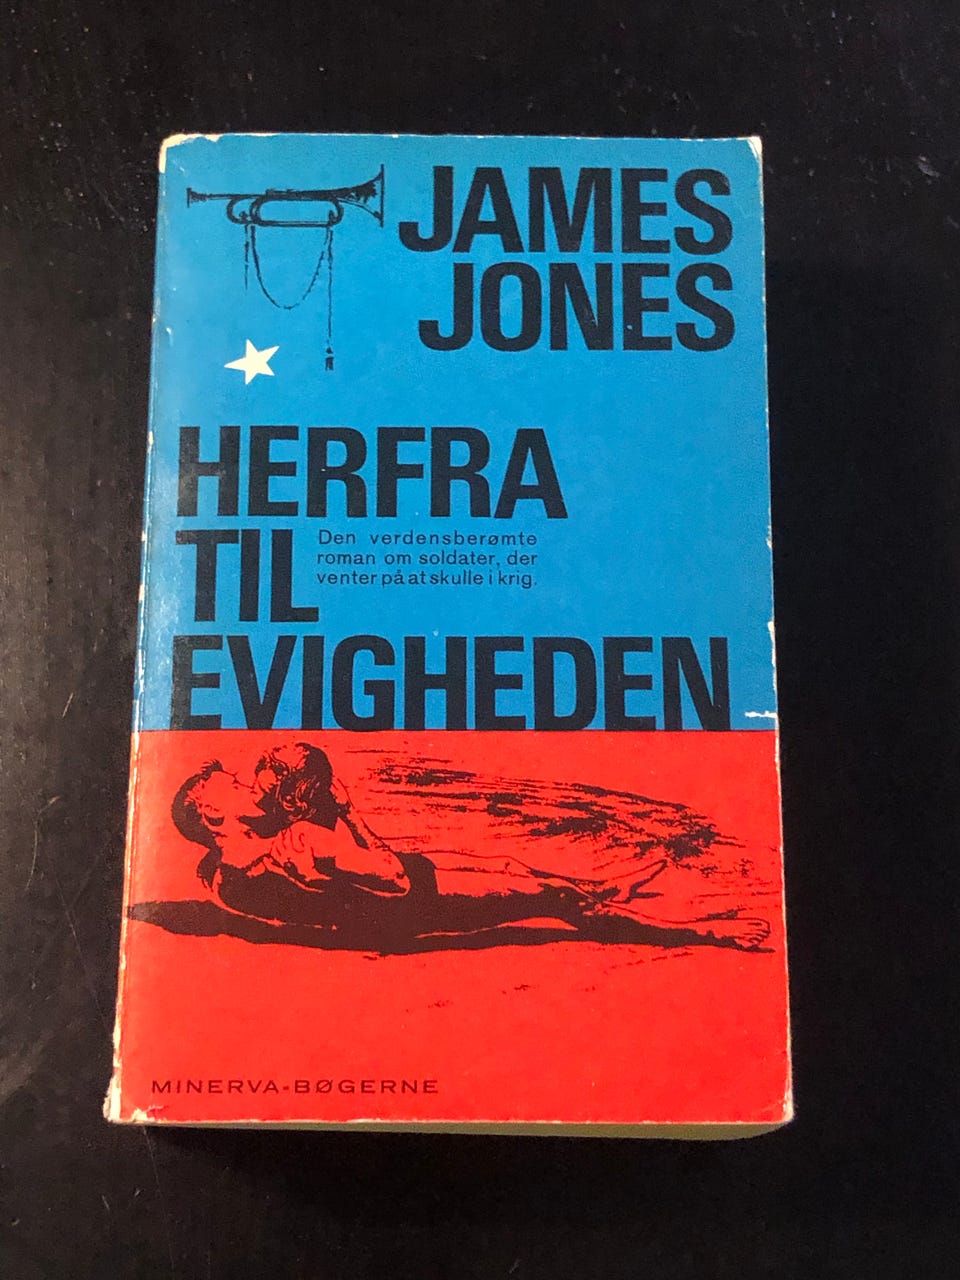 JAMES
JONES
HERFRA
TIL
Den verdensberømte
roman om soldater, der
venter på at skulle i krig.
EVIGHEDEN
MINERVA-BØGERNE